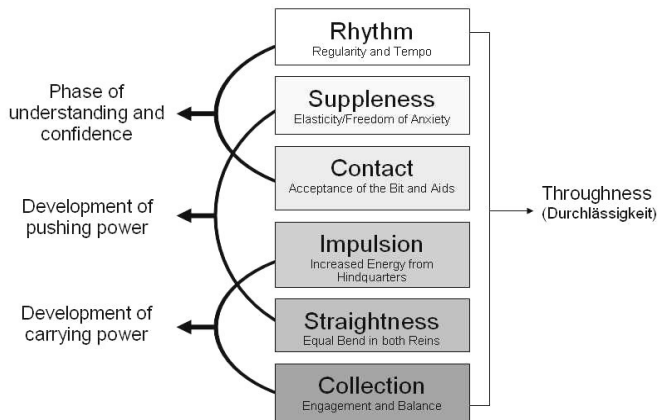 Rhythm
Regularity and Tempo
Suppleness
Elasticity/Freedom of Anxiety
Contact
Acceptance of the Bit and Aids
Impulsion
Increased Energy from
Hindquarters
Straightness
Equal Bend in both Reins
Collection
Engagement and Balance
Phase of
understanding and
confidence
Development of
pushing power
Development of
carrying power
Throughness
(Durchlässigkeit)